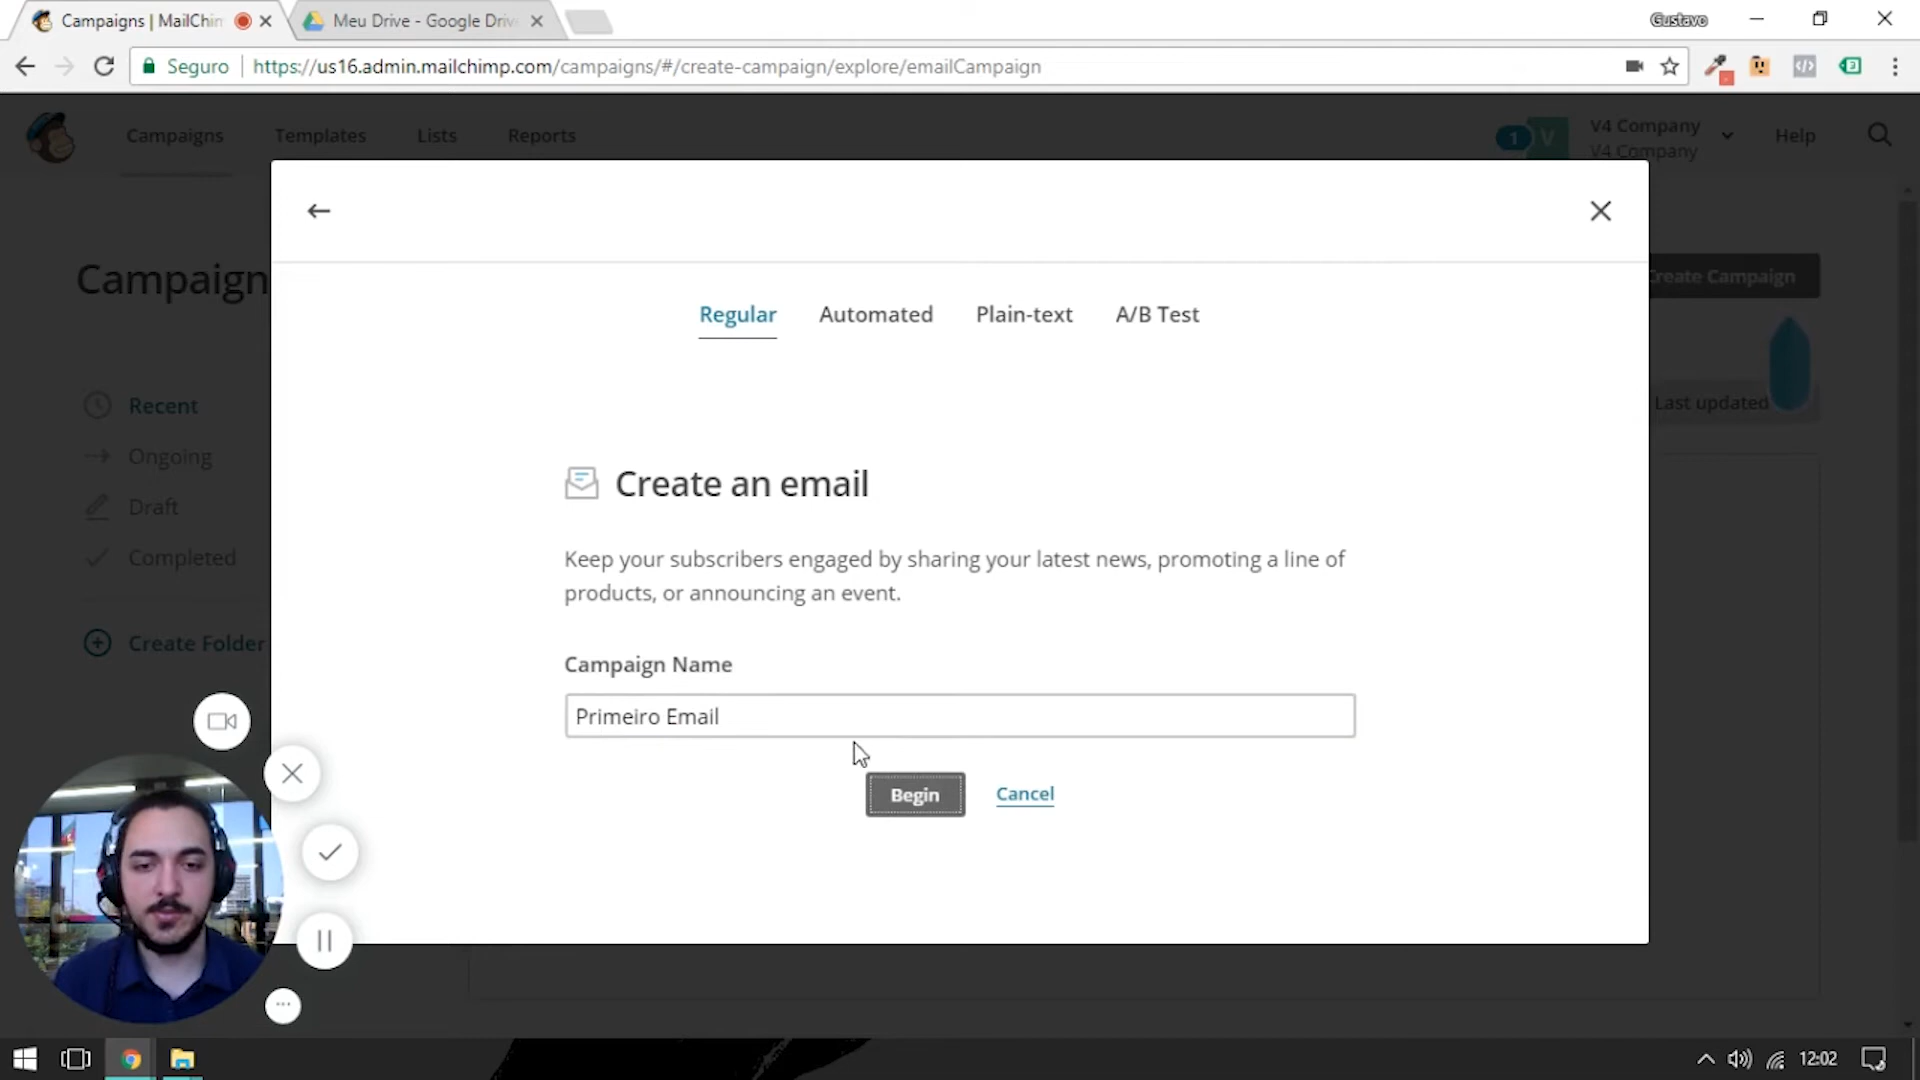 Campaigns | MailChim
Meu Drive - Google Driv
Gustavo
Seguro
https://us16.admin.mailchimp.com/campaigns/#/create-campaign/explore/emailCampaign
3
Campaigns
Templates
Lists
Reports
1
V
V4 Company
V4 Company
Help
Campaign
Create Campaign
Regular
Automated
Plain-text
A/B Test
Last updated
Recent
Ongoing
Draft
Completed
Create Folder
Create an email
Keep your subscribers engaged by sharing your latest news, promoting a line of
products, or announcing an event.
Campaign Name
Primeiro Email
Begin
Cancel
12:02